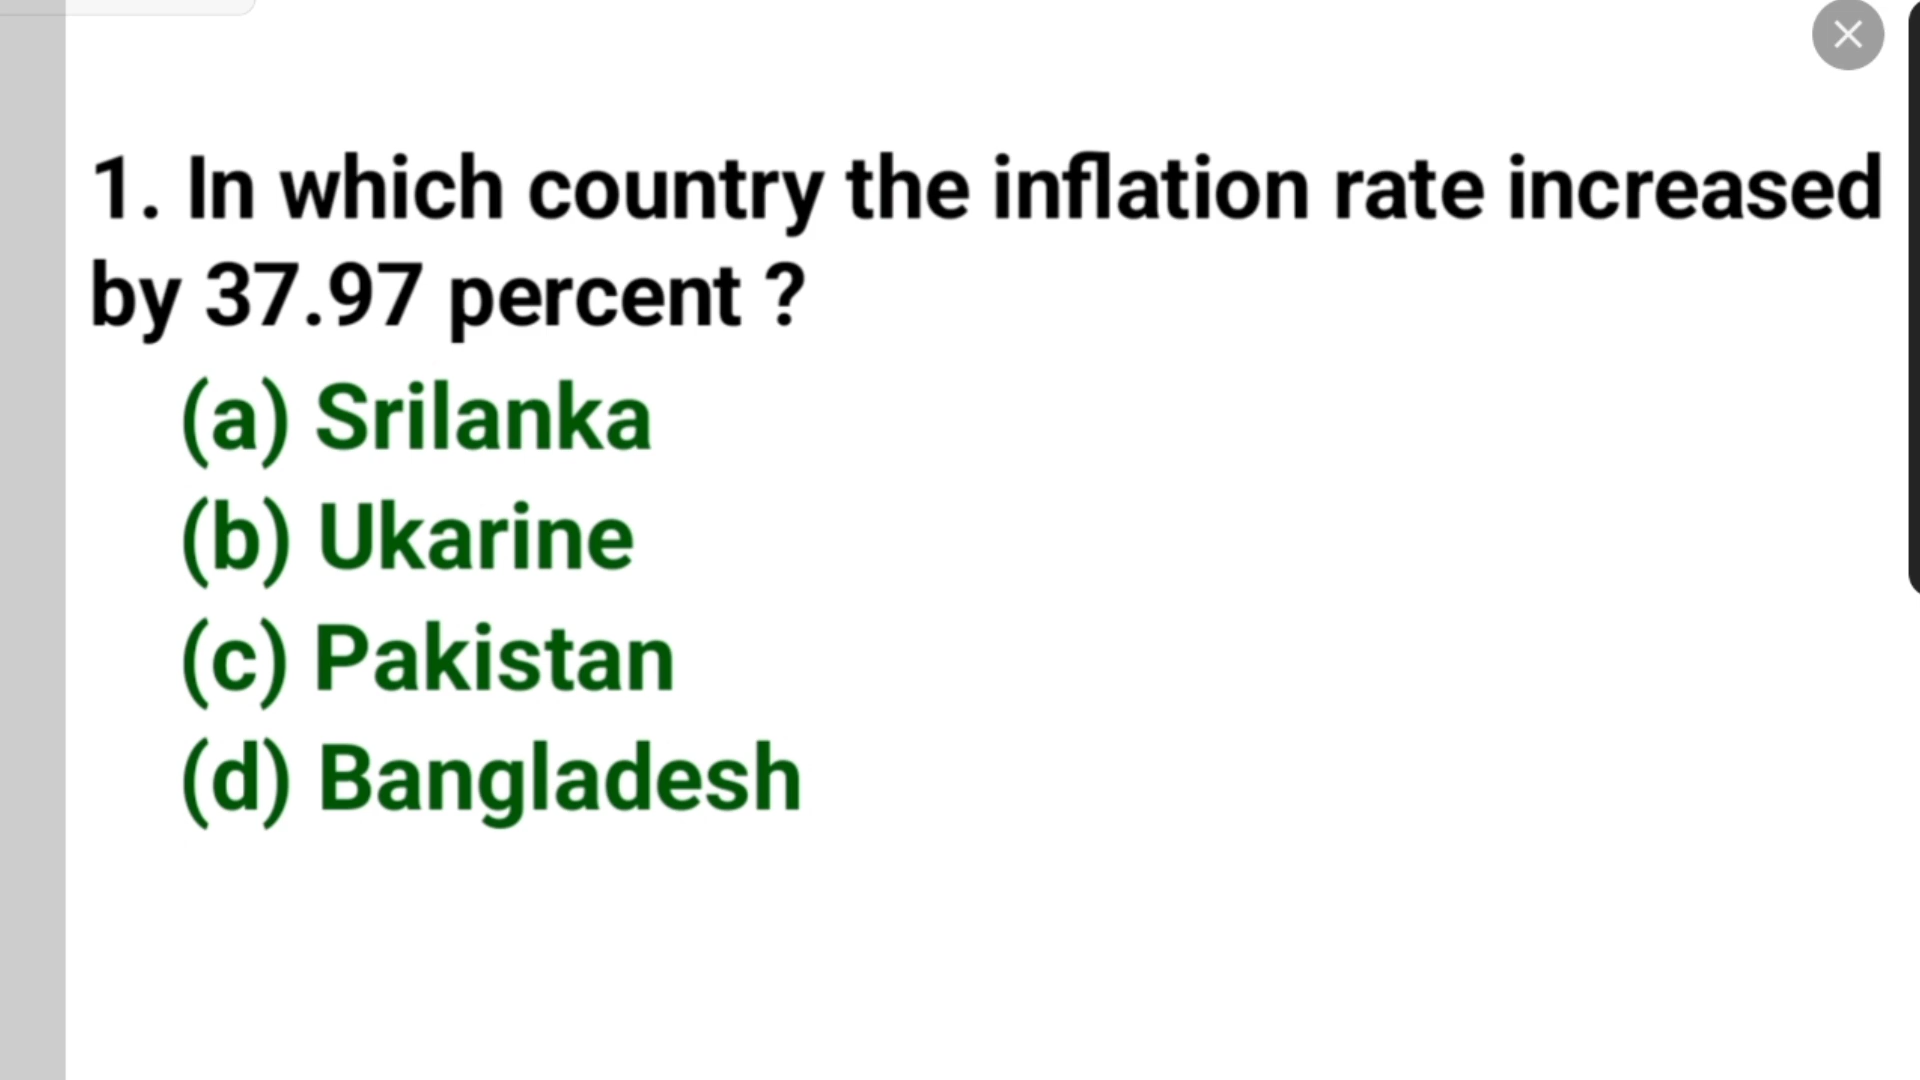 1. In which country the inflation rate increased
by 37.97 percent ?
(a) Srilanka
(b) Ukarine
(c) Pakistan
(d) Bangladesh